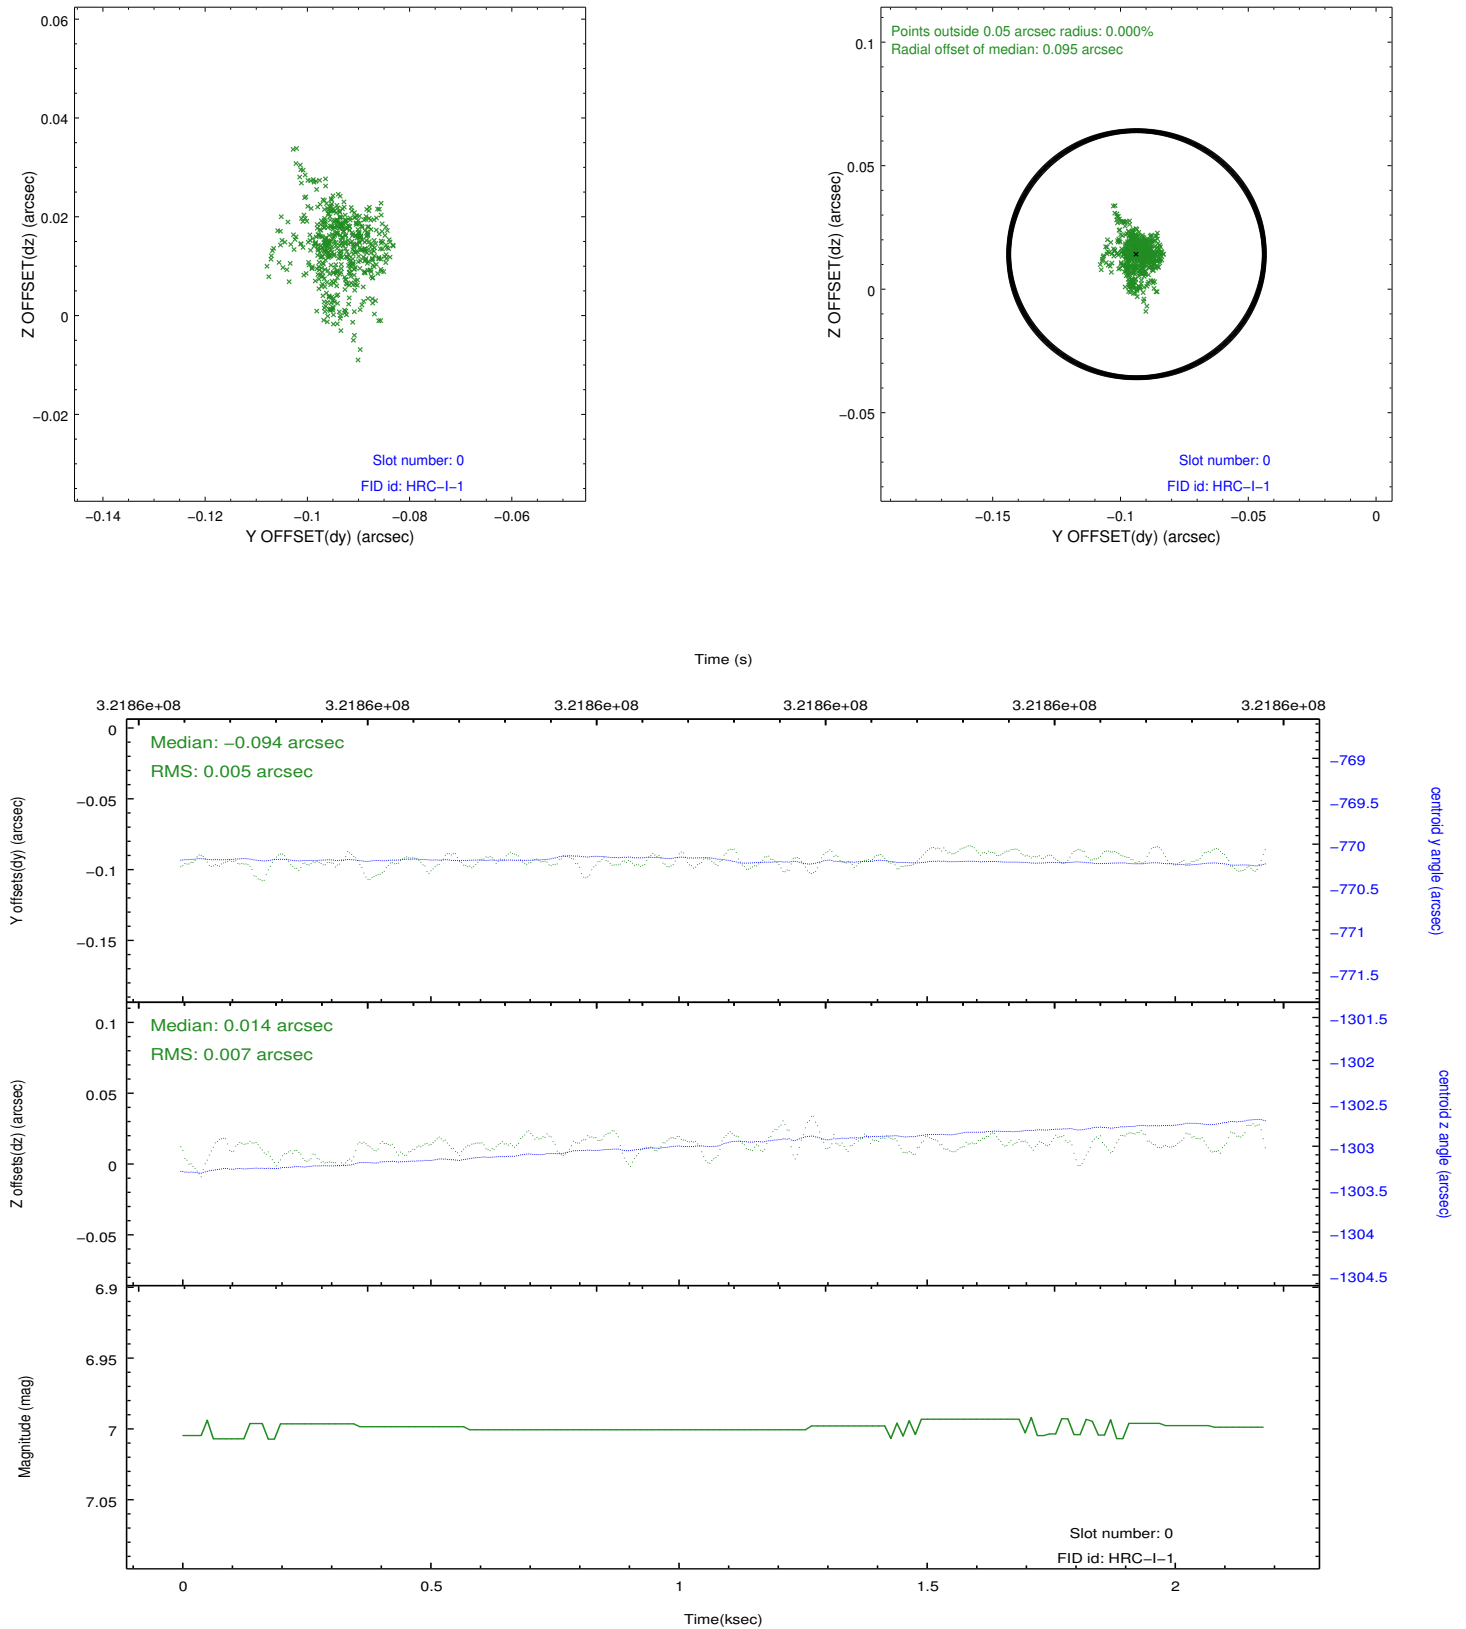 0.06
0.04
0.02
0
−0.02
Z OFFSET(dz) (arcsec)
Slot number: 0
FID id: HRC−I−1
−0.14
−0.12
−0.1
−0.08
−0.06
Y OFFSET(dy) (arcsec)
Points outside 0.05 arcsec radius: 0.000%
Radial offset of median: 0.095 arcsec
0.1
0.05
0
−0.05
Z OFFSET(dz) (arcsec)
Slot number: 0
FID id: HRC−I−1
−0.15
−0.1
−0.05
0
Y OFFSET(dy) (arcsec)
Time (s)
3.2186e+08
3.2186e+08
3.2186e+08
3.2186e+08
3.2186e+08
3.2186e+08
Median: −0.094 arcsec
RMS: 0.005 arcsec
0
−0.05
−0.1
−0.15
Y offsets(dy) (arcsec)
−769
−769.5
−770
−770.5
−771
−771.5
centroid y angle (arcsec)
Median: 0.014 arcsec
RMS: 0.007 arcsec
0.1
0.05
0
−0.05
Z offsets(dz) (arcsec)
−1301.5
−1302
−1302.5
−1303
−1303.5
−1304
−1304.5
centroid z angle (arcsec)
6.9
6.95
7
7.05
Magnitude (mag)
Slot number: 0
FID id: HRC−I−1
0
0.5
1
1.5
2
Time(ksec)